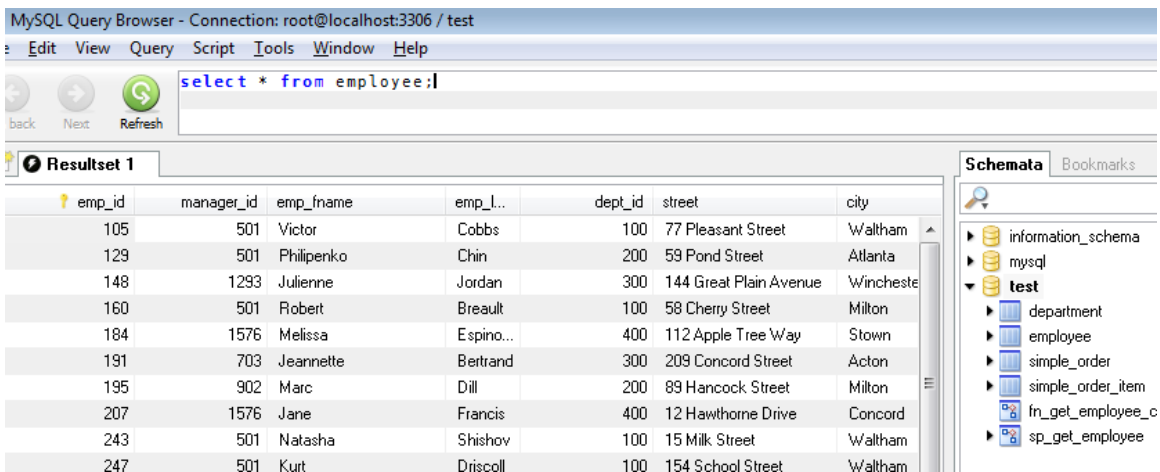 MySQL Query Browser - Connection: root@localhost:3306 / test
Edit View Query Script Tools Window Help
select * from employee;
back Next Refresh
Resultset 1
Schemata Bookmarks
emp_id manager_id emp_fname emp_l... dept_id street city
105 501 Victor Cobbs 100 77 Pleasant Street Waltham
129 501 Philipenko Chin 200 59 Pond Street Atlanta
148 1293 Julienne Jordan 300 144 Great Plain Avenue Wincheste
160 501 Robert Breault 100 58 Cherry Street Milton
184 1576 Melissa Espino... 400 112 Apple Tree Way Stown
191 703 Jeannette Bertrand 300 209 Concord Street Acton
195 902 Marc Dill 200 89 Hancock Street Milton
207 1576 Jane Francis 400 12 Hawthorne Drive Concord
243 501 Natasha Shishov 100 15 Milk Street Waltham
247 501 Kurt Driscoll 100 154 School Street Waltham
information_schema
mysql
test
department
employee
simple_order
simple_order_item
fn_get_employee_c
sp_get_employee